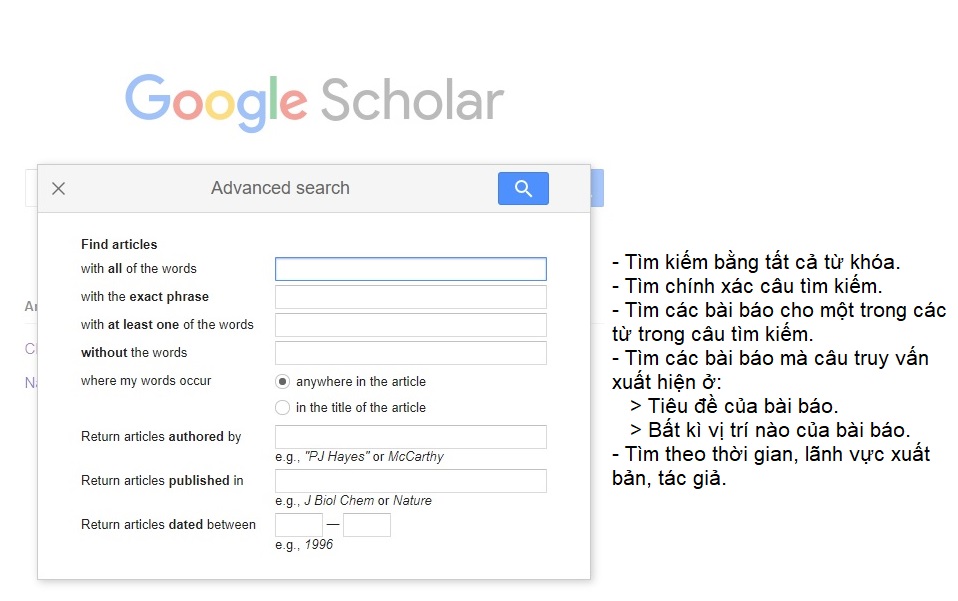 Google Scholar
Advanced search
Find articles
with all of the words
with the exact phrase
with at least one of the words
without the words
where my words occur
anywhere in the article
in the title of the article
Return articles authored by
e.g., "PJ Hayes" or McCarthy
Return articles published in
e.g., J Biol Chem or Nature
Return articles dated between
—
e.g., 1996
- Tìm kiếm bằng tất cả từ khóa.
- Tìm chính xác câu tìm kiếm.
- Tìm các bài báo cho một trong các
từ trong câu tìm kiếm.
- Tìm các bài báo mà câu truy vấn
xuất hiện ở:
> Tiêu đề của bài báo.
> Bất kì vị trí nào của bài báo.
- Tìm theo thời gian, lãnh vực xuất
bản, tác giả.